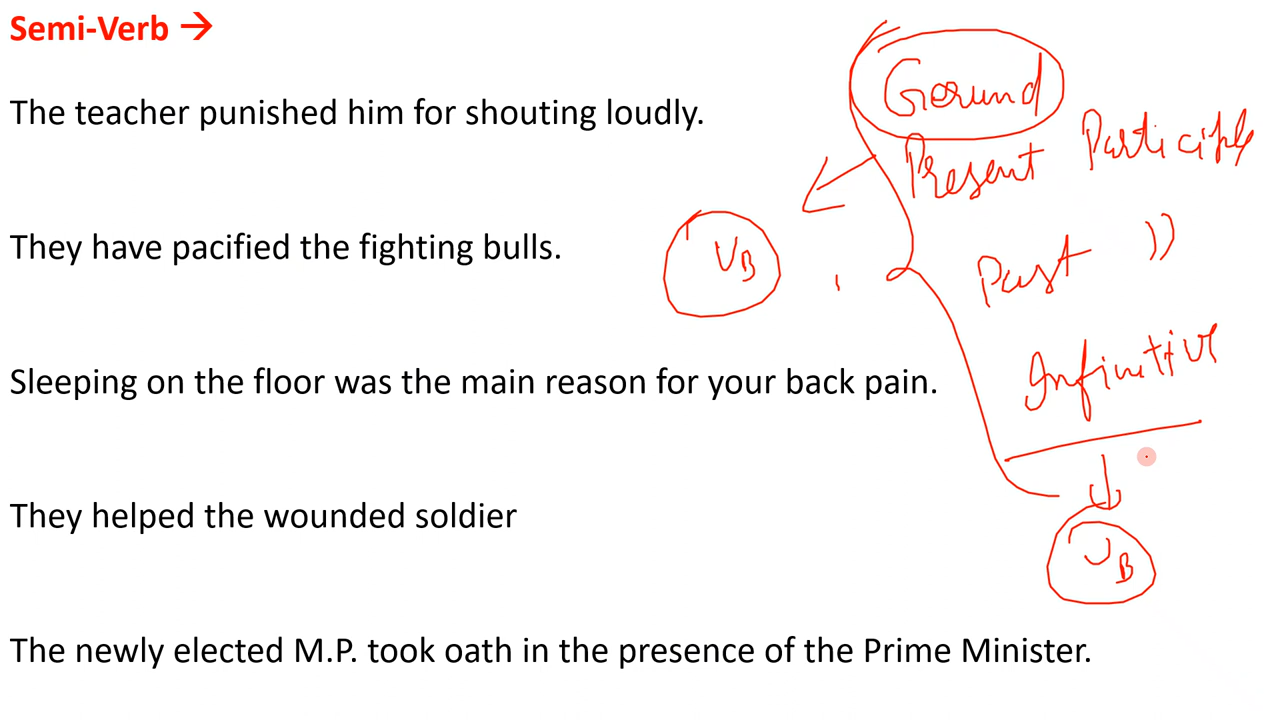 Semi-Verb →
Gerund
The teacher punished him for shouting loudly.
Present Participle
They have pacified the fighting bulls.
VB
Past ))
Infinitive
Sleeping on the floor was the main reason for your back pain.
They helped the wounded soldier
VB
The newly elected M.P. took oath in the presence of the Prime Minister.